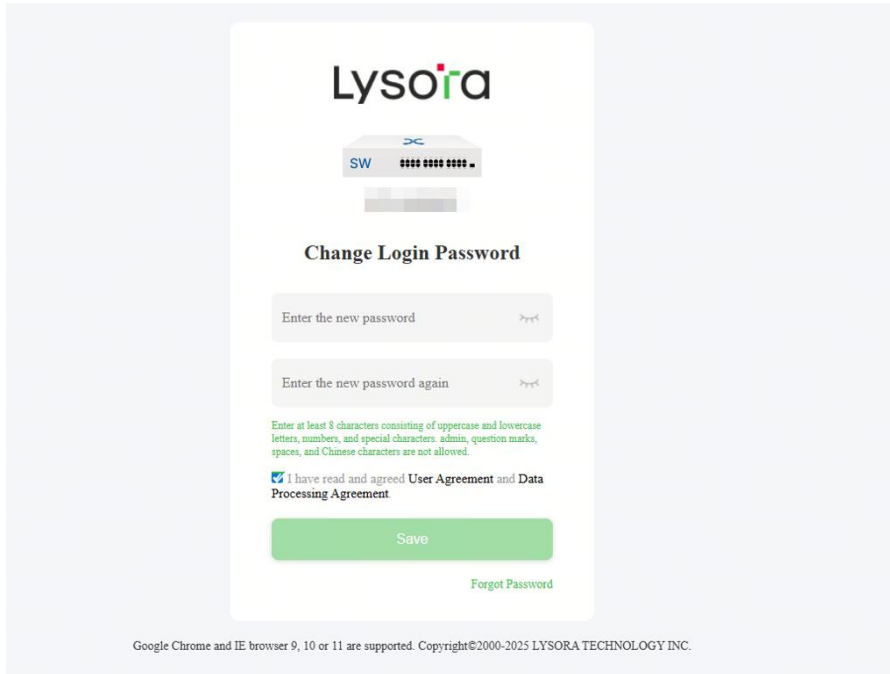 Lysora
SW
Change Login Password
Enter the new password
Enter the new password again
Enter at least 8 characters consisting of uppercase and lowercase
letters, numbers, and special characters. admin, question marks,
spaces, and Chinese characters are not allowed.
I have read and agreed User Agreement and Data
Processing Agreement.
Save
Forgot Password
Google Chrome and IE browser 9, 10 or 11 are supported. Copyright©2000-2025 LYSORA TECHNOLOGY INC.